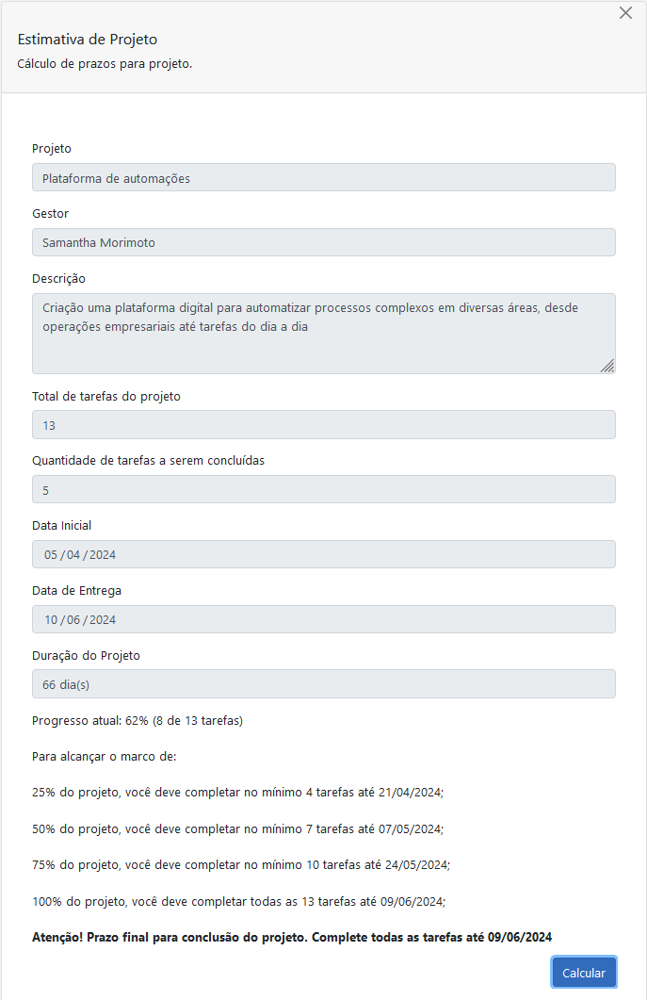 Estimativa de Projeto
Cálculo de prazos para projeto.
Projeto
Plataforma de automações
Gestor
Samantha Morimoto
Descrição
Criação uma plataforma digital para automatizar processos complexos em diversas áreas, desde
operações empresariais até tarefas do dia a dia
Total de tarefas do projeto
13
Quantidade de tarefas a serem concluídas
5
Data Inicial
05 / 04 / 2024
Data de Entrega
10 / 06 / 2024
Duração do Projeto
66 dia(s)
Progresso atual: 62% (8 de 13 tarefas)
Para alcançar o marco de:
25% do projeto, você deve completar no mínimo 4 tarefas até 21/04/2024;
50% do projeto, você deve completar no mínimo 7 tarefas até 07/05/2024;
75% do projeto, você deve completar no mínimo 10 tarefas até 24/05/2024;
100% do projeto, você deve completar todas as 13 tarefas até 09/06/2024;
Atenção! Prazo final para conclusão do projeto. Complete todas as tarefas até 09/06/2024
Calcular